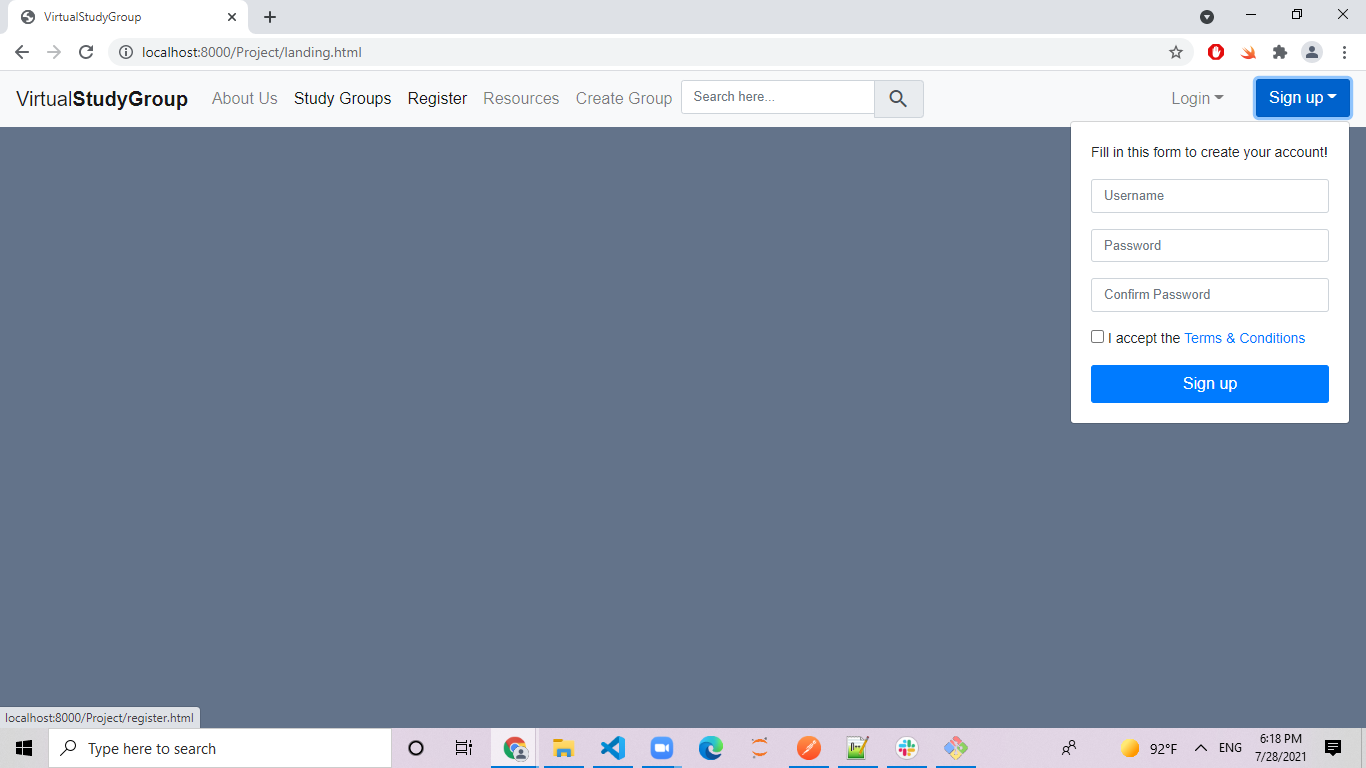 VirtualStudyGroup
localhost:8000/Project/landing.html
VirtualStudyGroup About Us Study Groups Register Resources Create Group Search here... Login Sign up
Fill in this form to create your account!
Username
Password
Confirm Password
I accept the Terms & Conditions
Sign up
localhost:8000/Project/register.html
Type here to search
92°F
ENG
6:18 PM
7/28/2021